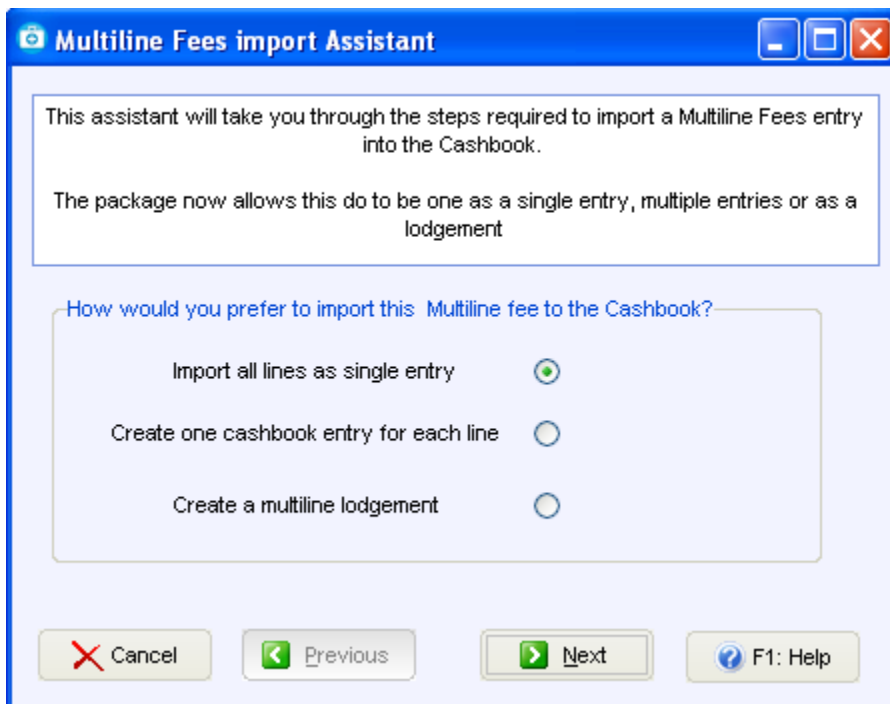 Multiline Fees import Assistant
This assistant will take you through the steps required to import a Multiline Fees entry
into the Cashbook.
The package now allows this do to be one as a single entry, multiple entries or as a
lodgement
How would you prefer to import this  Multiline fee to the Cashbook?
Import all lines as single entry
Create one cashbook entry for each line
Create a multiline lodgement
Cancel
Previous
Next
F1: Help